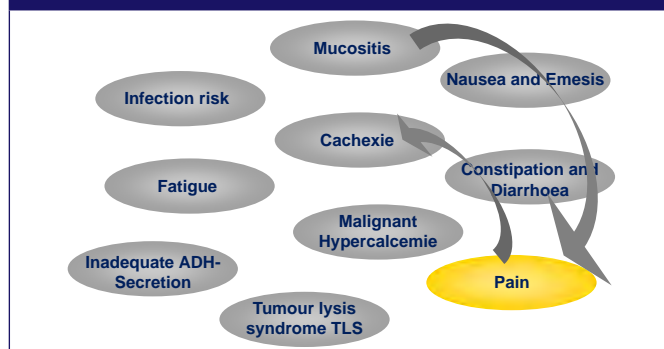 Mucositis
Nausea and Emesis
Infection risk
Cachexie
Constipation and
Diarrhoea
Fatigue
Malignant
Hypercalcemie
Inadequate ADH-
Secretion
Pain
Tumour lysis
syndrome TLS